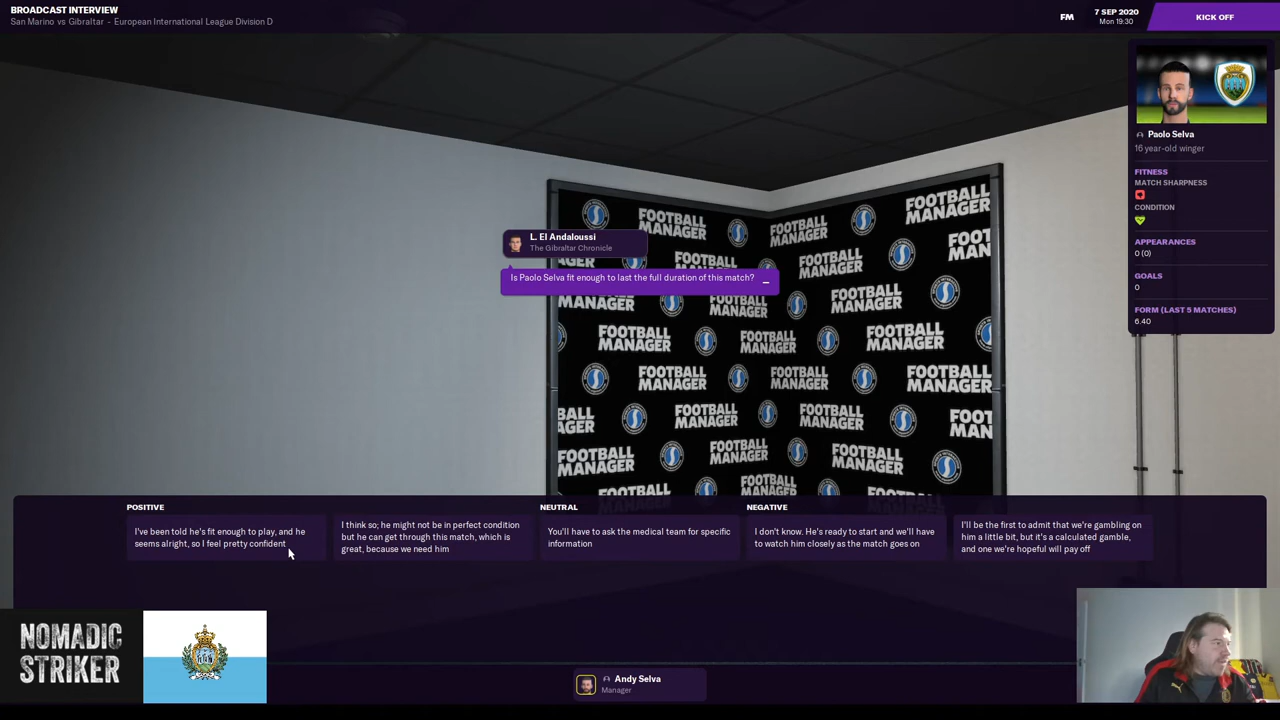 BROADCAST INTERVIEW
San Marino vs Gibraltar - European International League Division D
FM
7 SEP 2020
Mon 19:30
KICK OFF
Paolo Selva
16 year-old winger
FITNESS
MATCH SHARPNESS
CONDITION
APPEARANCES
0 (0)
GOALS
0
FORM (LAST 5 MATCHES)
6.40
L. El Andaloussi
The Gibraltar Chronicle
Is Paolo Selva fit enough to last the full duration of this match?
FOOTBALL
MANAGER
POSITIVE
I've been told he's fit enough to play, and he
seems alright, so I feel pretty confident
I think so; he might not be in perfect condition
but he can get through this match, which is
great, because we need him
NEUTRAL
You'll have to ask the medical team for specific
information
NEGATIVE
I don't know. He's ready to start and we'll have
to watch him closely as the match goes on
I'll be the first to admit that we're gambling on
him a little bit, but it's a calculated gamble,
and one we're hopeful will pay off
NOMADIC
STRIKER
Andy Selva
Manager